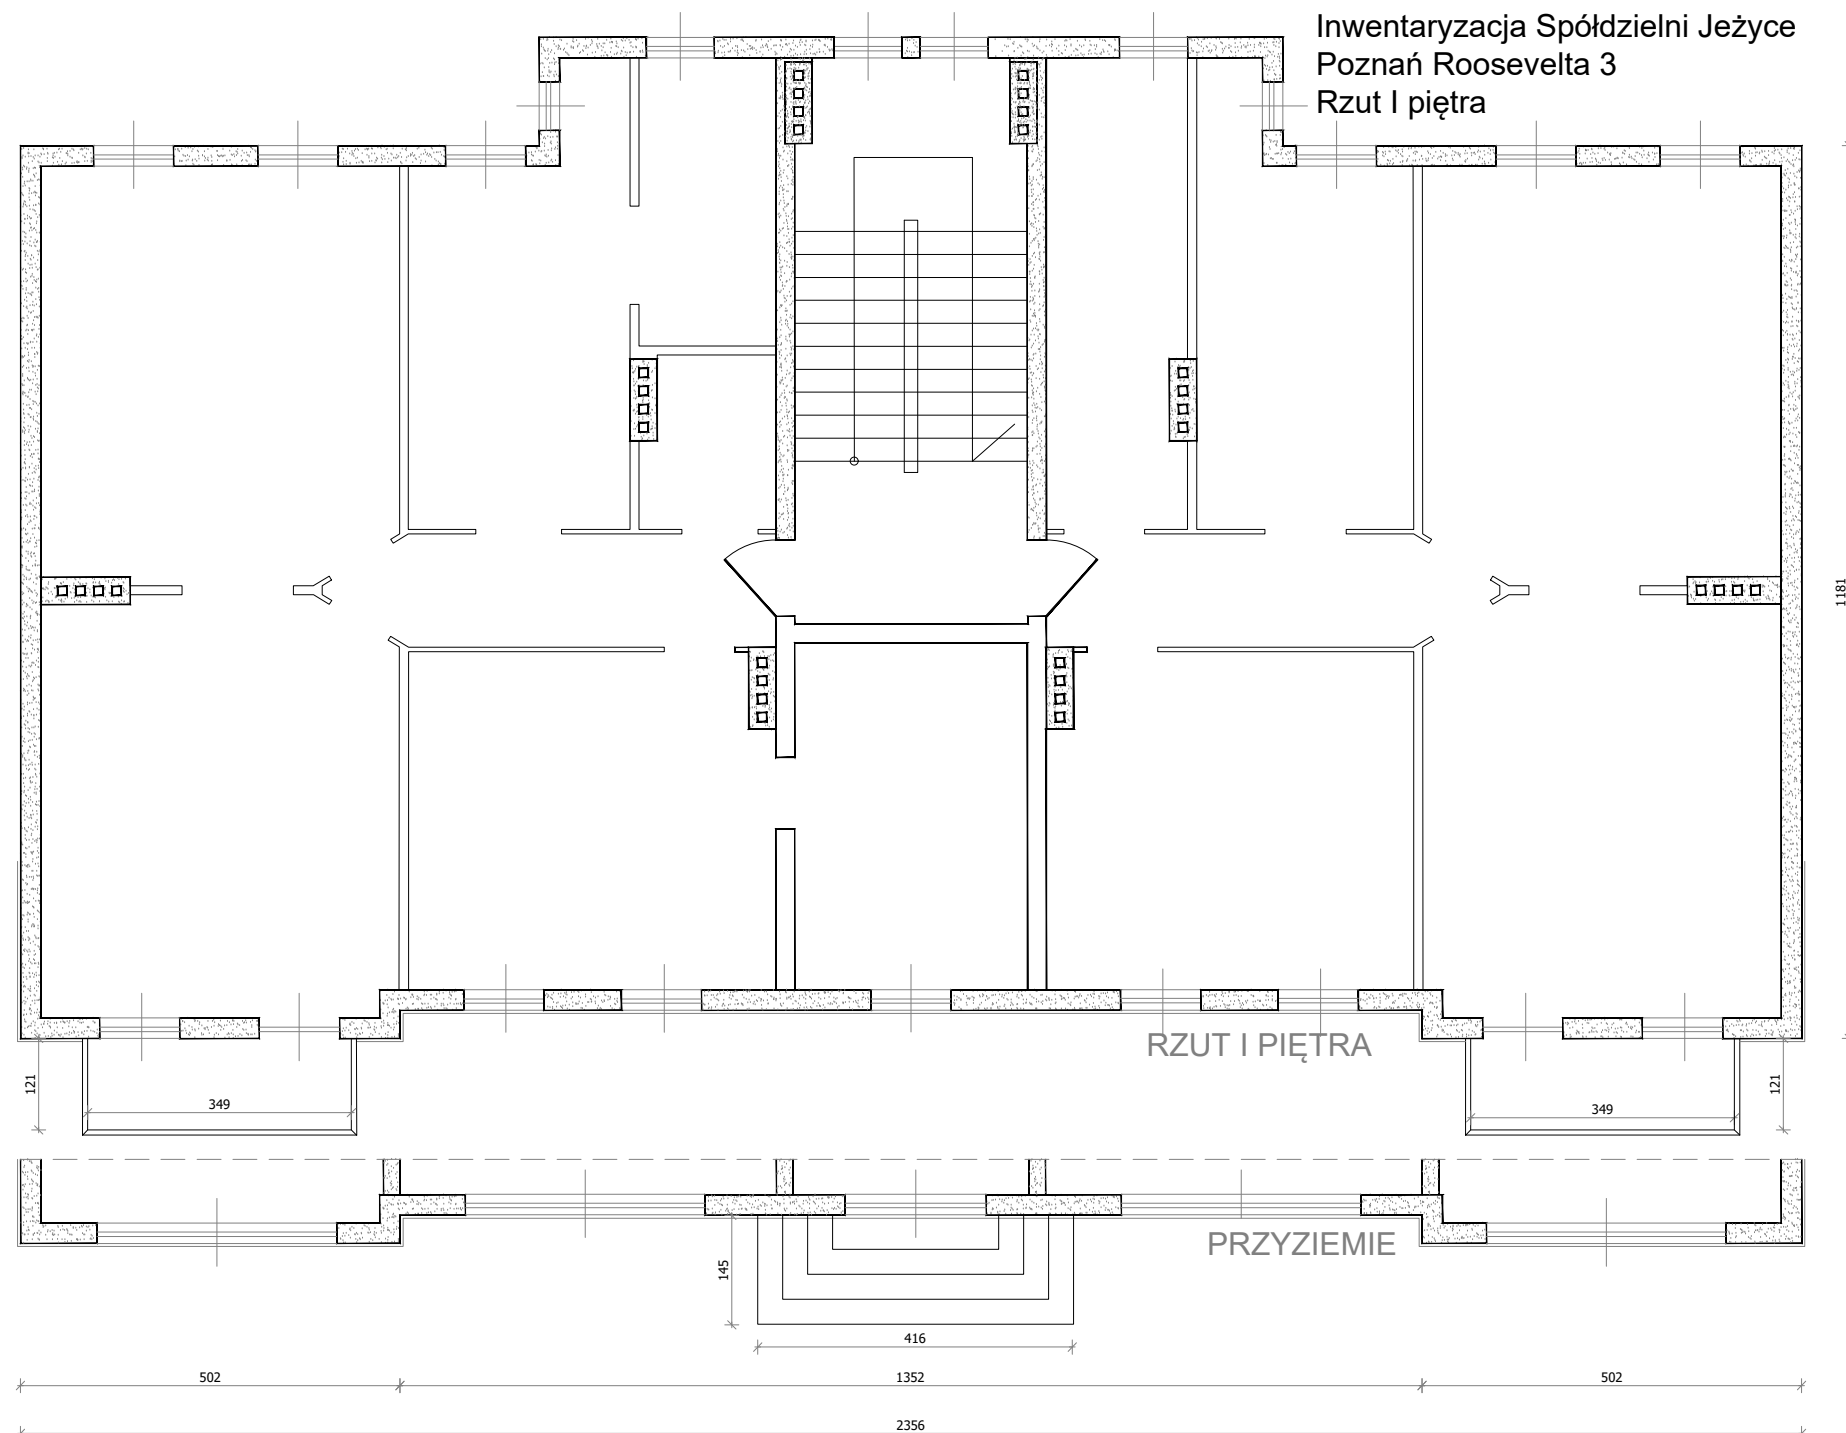 Inwentaryzacja Spółdzielni Jeżyce
Poznań Roosevelta 3
Rzut I piętra
1181
RZUT I PIĘTRA
121
349
349
121
PRZYZIEMIE
145
416
502
1352
502
2356